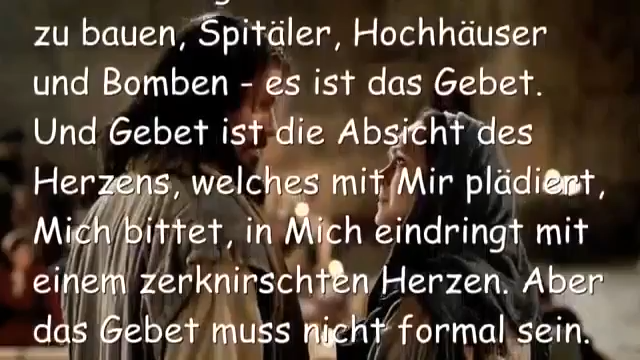 zu bauen, Spitäler, Hochhäuser
und Bomben - es ist das Gebet.
Und Gebet ist die Absicht des
Herzens, welches mit Mir plädiert,
Mich bittet, in Mich eindringt mit
einem zerknirschten Herzen. Aber
das Gebet muss nicht formal sein.